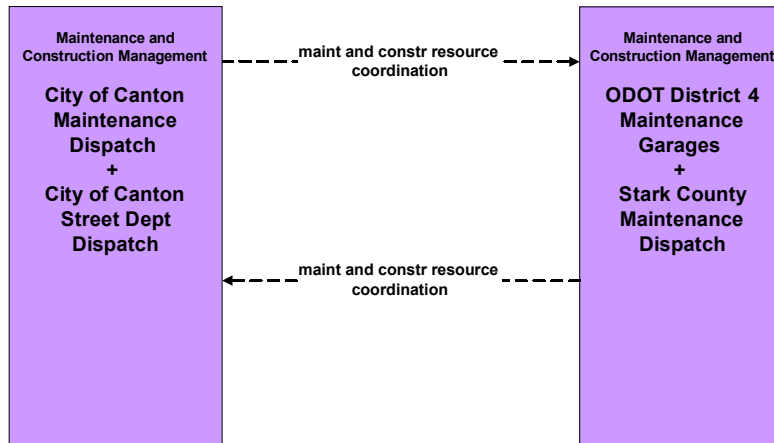 Maintenance and
Construction Management
City of Canton
Maintenance
Dispatch
+
City of Canton
Street Dept
Dispatch
maint and constr resource
coordination
maint and constr resource
coordination
Maintenance and
Construction Management
ODOT District 4
Maintenance
Garages
+
Stark County
Maintenance
Dispatch